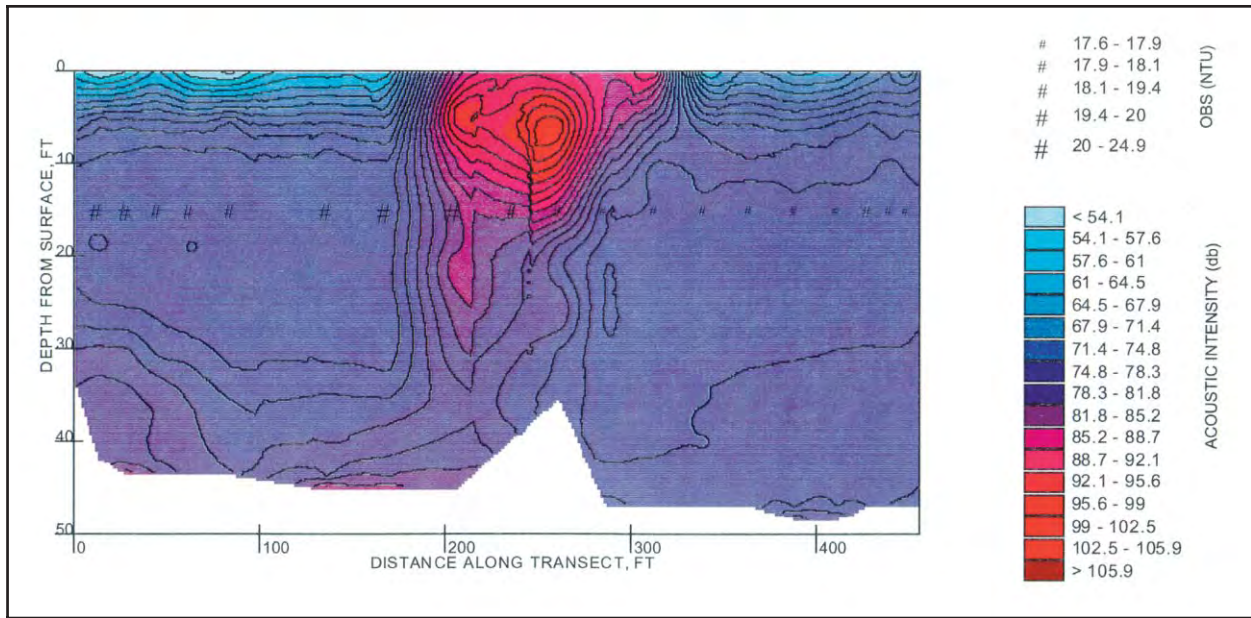 # 17.6 - 17.9
# 17.9 - 18.1
# 18.1 - 19.4
# 19.4 - 20
# 20 - 24.9
OBS (NTU)
DEPTH FROM SURFACE, FT
0
10
20
30
40
50
# # # # # # # # # # # # # # # # # # #
0 100 200 300 400
DISTANCE ALONG TRANSECT, FT
< 54.1
54.1 - 57.6
57.6 - 61
61 - 64.5
64.5 - 67.9
67.9 - 71.4
71.4 - 74.8
74.8 - 78.3
78.3 - 81.8
81.8 - 85.2
85.2 - 88.7
88.7 - 92.1
92.1 - 95.6
95.6 - 99
99 - 102.5
102.5 - 105.9
> 105.9
ACOUSTIC INTENSITY (db)